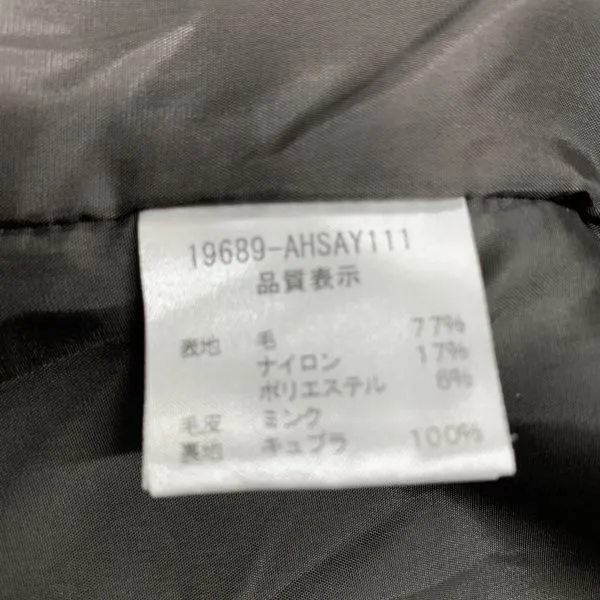 19689-AHSAY111
品質表示
表地 毛 77%
ナイロン 17%
ポリエステル 6%
毛皮 ミンク
裏地 キュプラ 100%